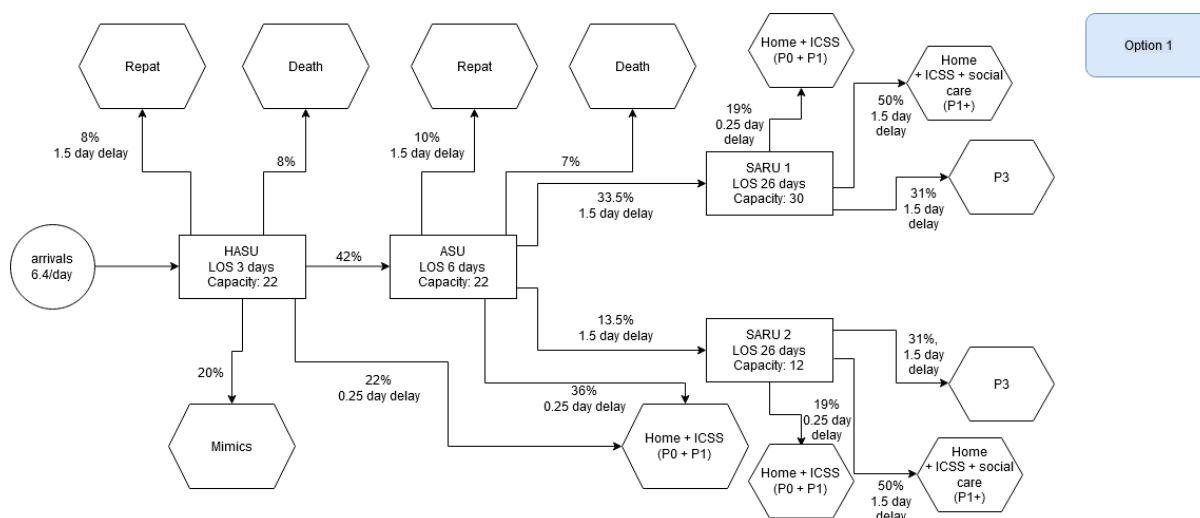 Repat
Death
Repat
Death
Home + ICSS
(P0 + P1)
Home
+ ICSS + social
care
(P1+)
Option 1
8%
1.5 day delay
8%
10%
1.5 day delay
7%
19%
0.25 day
delay
50%
1.5 day
delay
SARU 1
LOS 26 days
Capacity: 30
P3
33.5%
1.5 day delay
31%
1.5 day
delay
arrivals
6.4/day
HASU
LOS 3 days
Capacity: 22
42%
ASU
LOS 6 days
Capacity: 22
13.5%
1.5 day delay
SARU 2
LOS 26 days
Capacity: 12
31%,
1.5 day
delay
P3
20%
22%
0.25 day delay
36%
0.25 day delay
19%
0.25 day
delay
Mimics
Home + ICSS
(P0 + P1)
Home + ICSS
(P0 + P1)
Home
+ ICSS + social
care
(P1+)
50%
1.5 day
delay